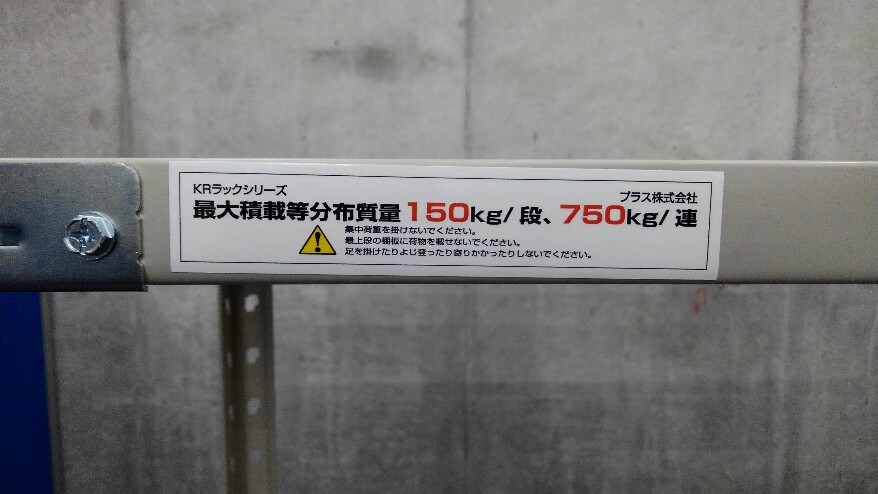 KRラックシリーズ
プラス株式会社
最大積載等分布質量150kg/段、750kg/連
集中荷重を掛けないでください。
最上段の棚板に荷物を載せないでください。
足を掛けたりよじ登ったり寄りかかったりしないでください。